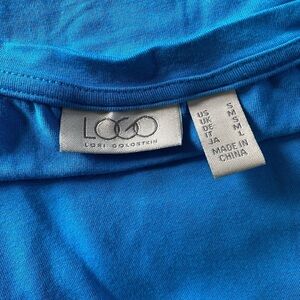 LOGO
LORI GOLDSTEIN
US S
UK M
DE S
IT M
JA L
MADE IN
CHINA